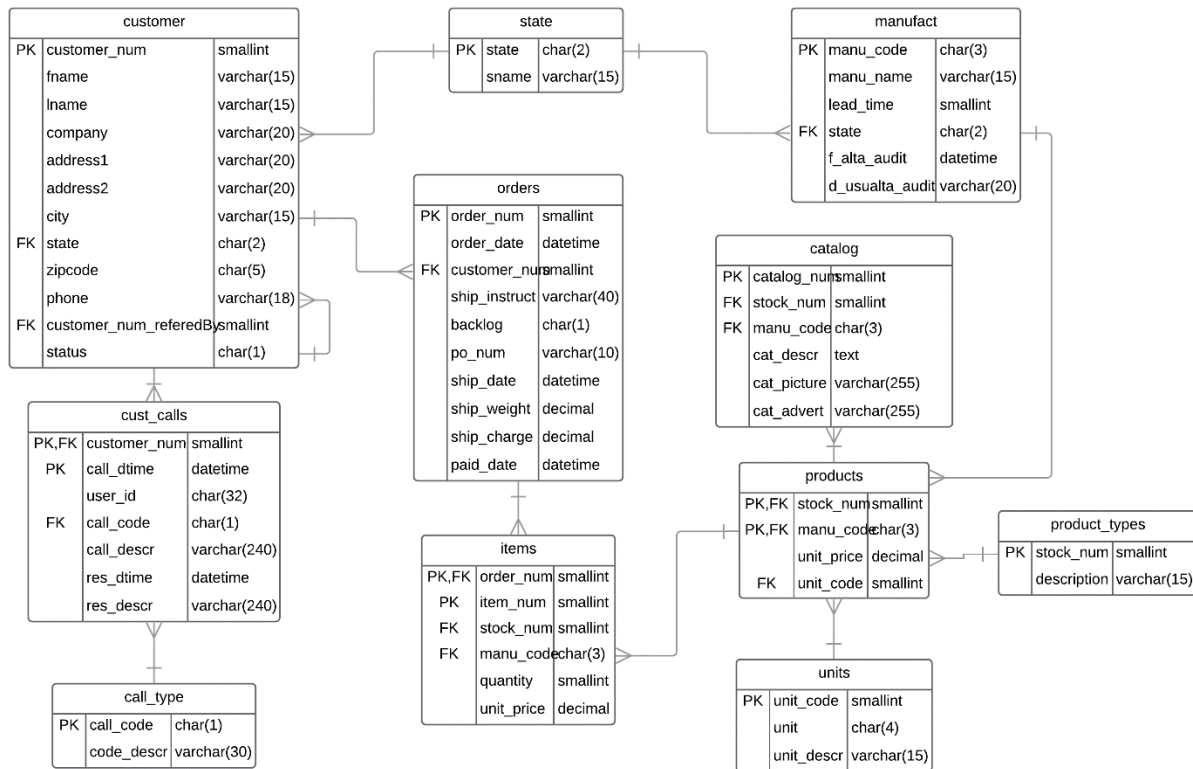 customer
PK customer_num smallint
fname varchar(15)
lname varchar(15)
company varchar(20)
address1 varchar(20)
address2 varchar(20)
city varchar(15)
FK state char(2)
zipcode char(5)
phone varchar(18)
FK customer_num_referedBy smallint
status char(1)
state
PK state char(2)
sname varchar(15)
manufact
PK manu_code char(3)
manu_name varchar(15)
lead_time smallint
FK state char(2)
f_alta_audit datetime
d_usualta_audit varchar(20)
orders
PK order_num smallint
order_date datetime
FK customer_num smallint
ship_instruct varchar(40)
backlog char(1)
po_num varchar(10)
ship_date datetime
ship_weight decimal
ship_charge decimal
paid_date datetime
catalog
PK catalog_num smallint
FK stock_num smallint
FK manu_code char(3)
cat_descr text
cat_picture varchar(255)
cat_advert varchar(255)
cust_calls
PK,FK customer_num smallint
PK call_dtime datetime
user_id char(32)
FK call_code char(1)
call_descr varchar(240)
res_dtime datetime
res_descr varchar(240)
items
PK,FK order_num smallint
PK item_num smallint
FK stock_num smallint
FK manu_code char(3)
quantity smallint
unit_price decimal
products
PK,FK stock_num smallint
PK,FK manu_code char(3)
unit_price decimal
FK unit_code smallint
product_types
PK stock_num smallint
description varchar(15)
call_type
PK call_code char(1)
code_descr varchar(30)
units
PK unit_code smallint
unit char(4)
unit_descr varchar(15)